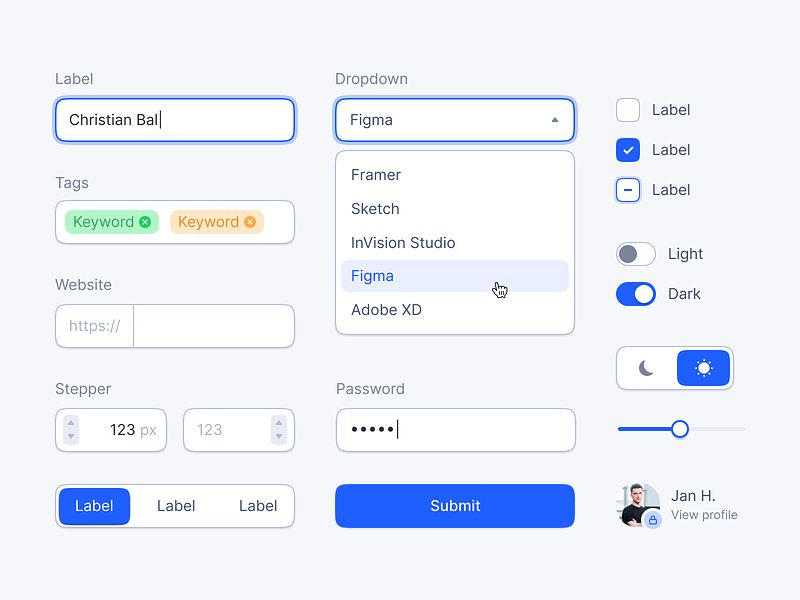 Label
Christian Bal
Tags
Keyword Keyword
Website
https://
Stepper
123 px 123
Label Label Label
Dropdown
Figma
Framer
Sketch
InVision Studio
Figma
Adobe XD
Password
Submit
Label
Label
Label
Light
Dark
Jan H.
View profile